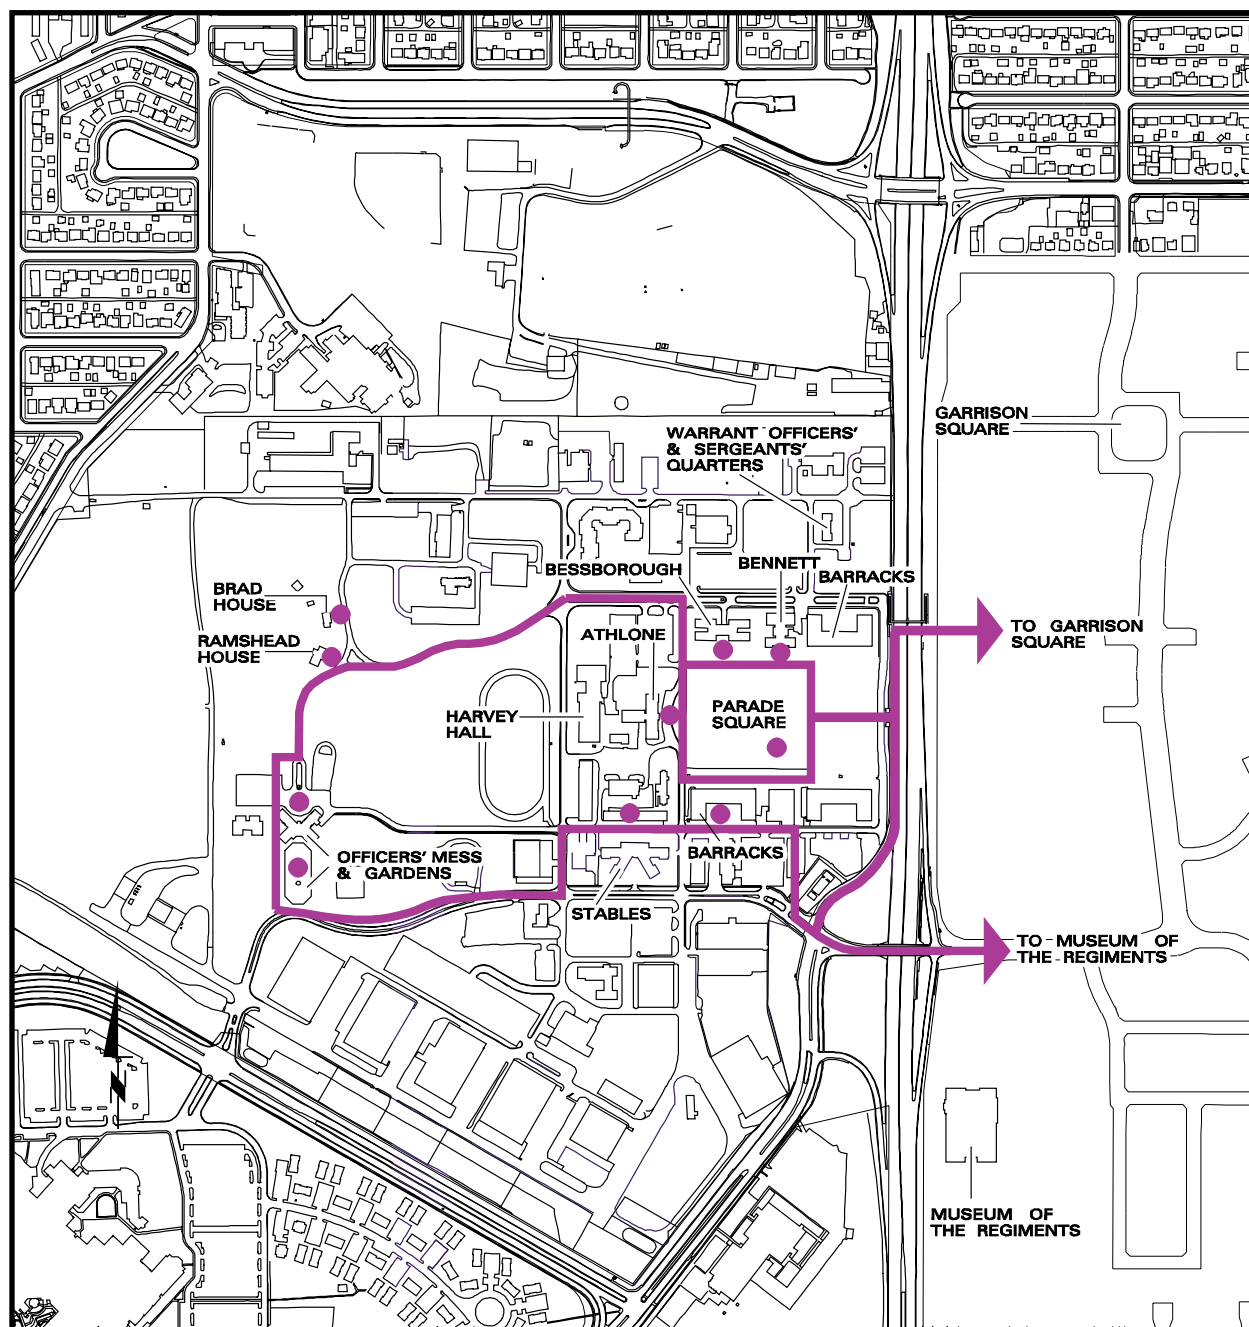 GARRISON
SQUARE
WARRANT OFFICERS'
& SERGEANTS'
QUARTERS
BESSBOROUGH
BENNETT
BARRACKS
BRAD
HOUSE
RAMSHEAD
HOUSE
ATHLONE
TO GARRISON
SQUARE
HARVEY
HALL
PARADE
SQUARE
OFFICERS' MESS
& GARDENS
BARRACKS
STABLES
TO MUSEUM OF
THE REGIMENTS
N
MUSEUM OF
THE REGIMENTS